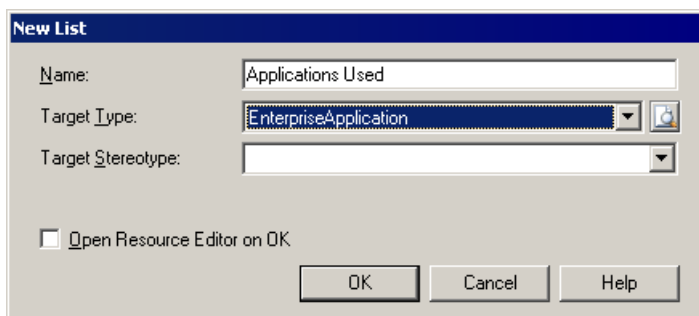 New List
Name: Applications Used
Target Type: EnterpriseApplication
Target Stereotype:
Open Resource Editor on OK
OK Cancel Help